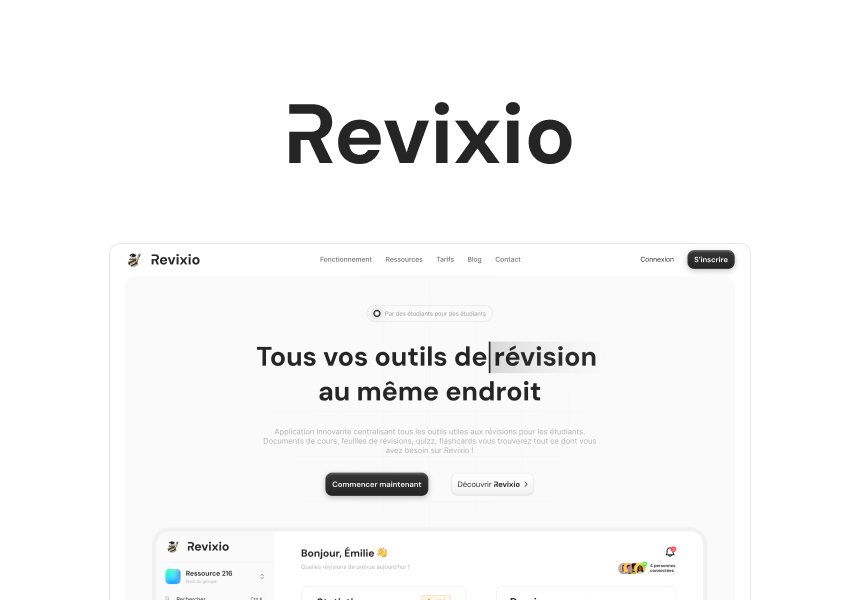 Revixio
Revixio
Fonctionnement Ressources Tarifs Blog Contact
Connexion S'inscrire
Par des étudiants pour des étudiants
Tous vos outils de révision
au même endroit
Application innovante centralisant tous les outils utiles aux révisions pour les étudiants.
Documents de cours, feuilles de révisions, quizz, flashcards vous trouverez tout ce dont vous
avez besoin sur Revixio !
Commencer maintenant
Découvrir Revixio
Revixio
Bonjour, Émilie 👋
Quelles révisions de prévue aujourd'hui ?
4 personnes
connectées
Ressource 216
Nom du groupe
Rechercher